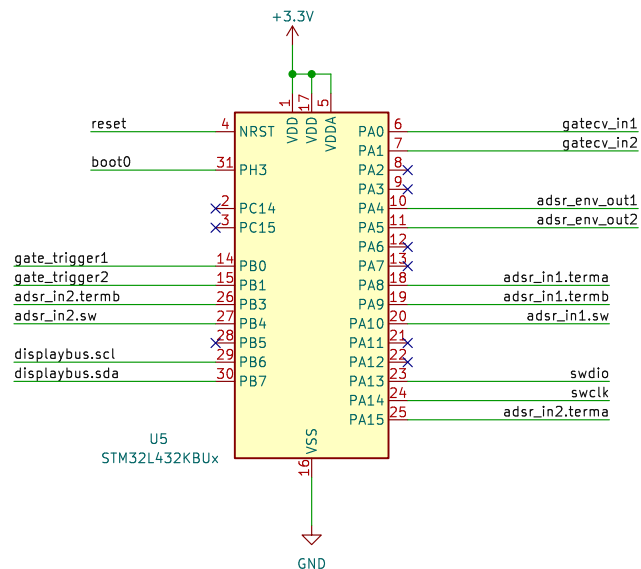 +3.3V
1 17 5
VDD VDD VDDA
reset 4 NRST PA0 6 gatecv_in1
PA1 7 gatecv_in2
boot0 31 PH3 PA2 8
PA3 9
2 PC14 PA4 10 adsr_env_out1
3 PC15 PA5 11 adsr_env_out2
PA6 12
gate_trigger1 14 PB0 PA7 13
gate_trigger2 15 PB1 PA8 18 adsr_in1.terma
adsr_in2.termb 26 PB3 PA9 19 adsr_in1.termb
adsr_in2.sw 27 PB4 PA10 20 adsr_in1.sw
28 PB5 PA11 21
displaybus.scl 29 PB6 PA12 22
displaybus.sda 30 PB7 PA13 23 swdio
PA14 24 swclk
PA15 25 adsr_in2.terma
U5
STM32L432KBUx
VSS
16
GND